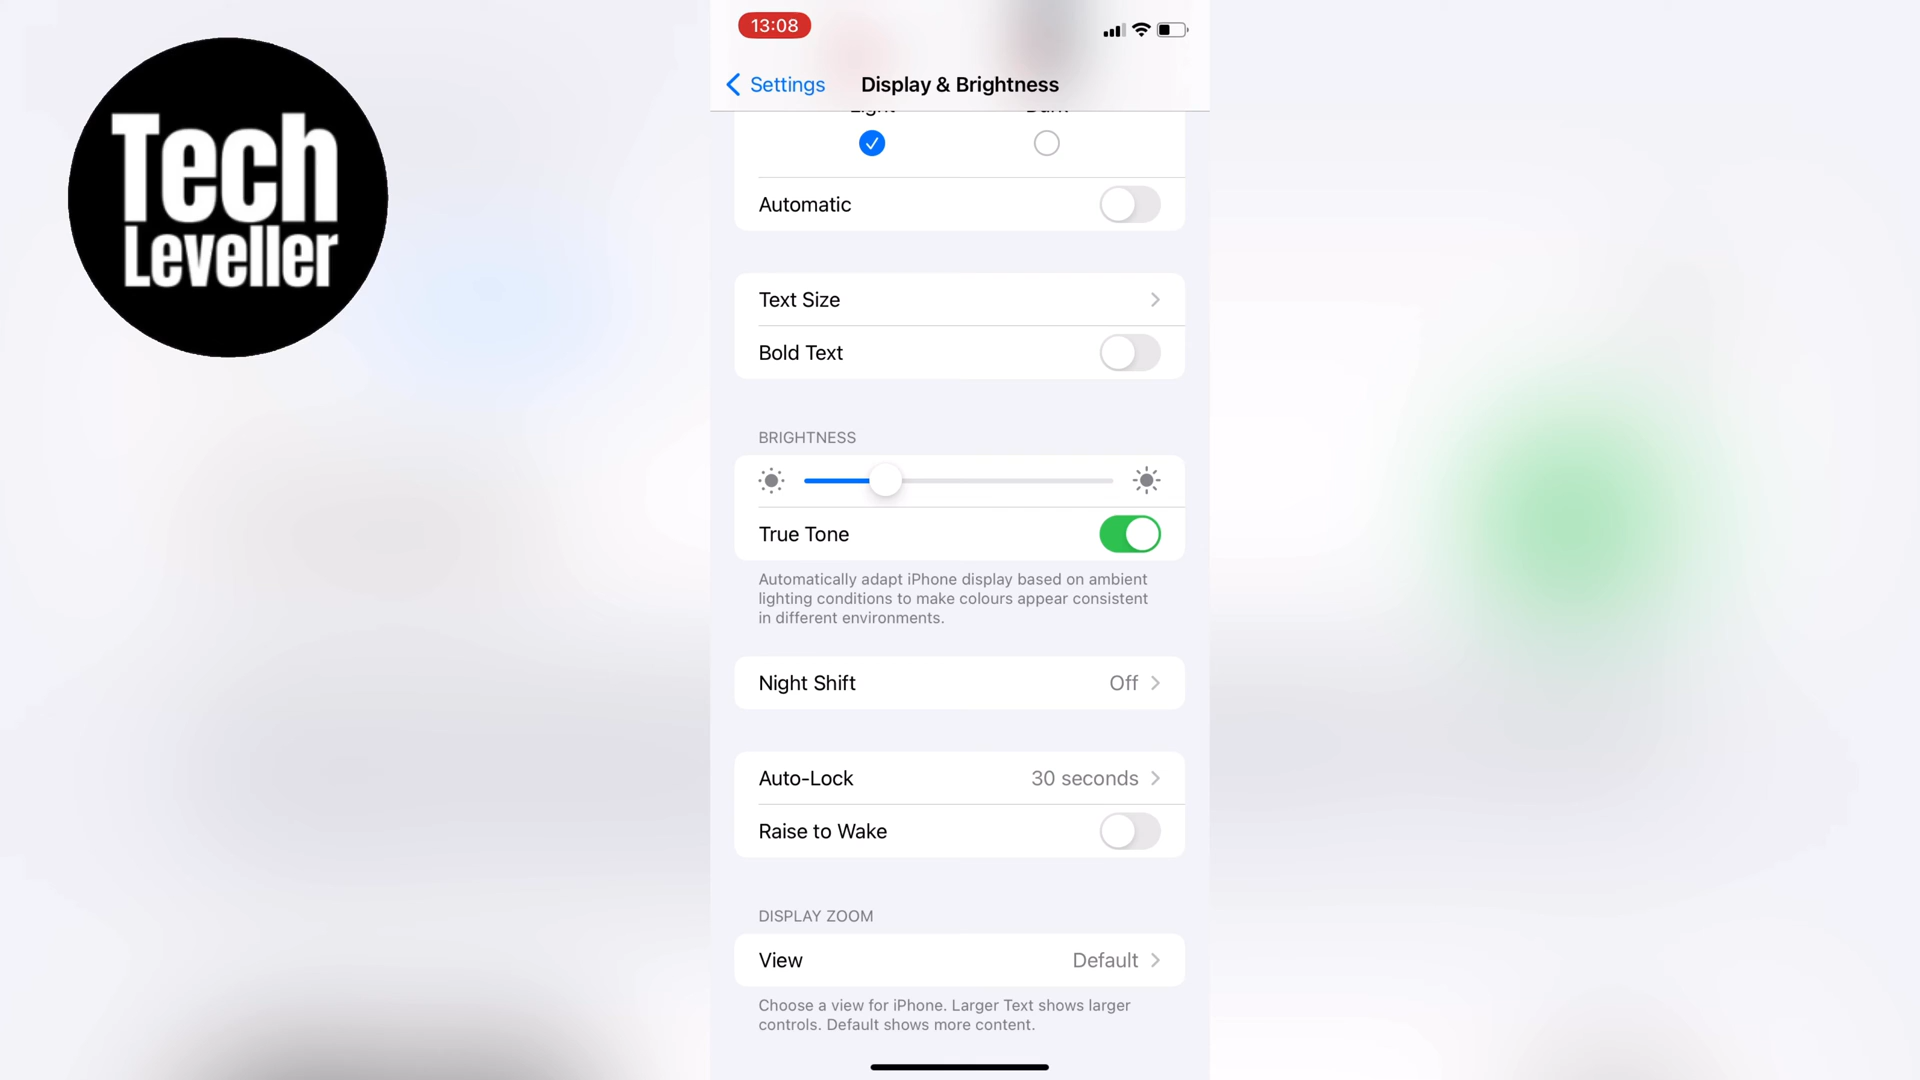 Tech
Leveller
13:08
Settings
Display & Brightness
Light Dark
Automatic
Text Size
Bold Text
BRIGHTNESS
True Tone
Automatically adapt iPhone display based on ambient
lighting conditions to make colours appear consistent
in different environments.
Night Shift Off
Auto-Lock 30 seconds
Raise to Wake
DISPLAY ZOOM
View Default
Choose a view for iPhone. Larger Text shows larger
controls. Default shows more content.